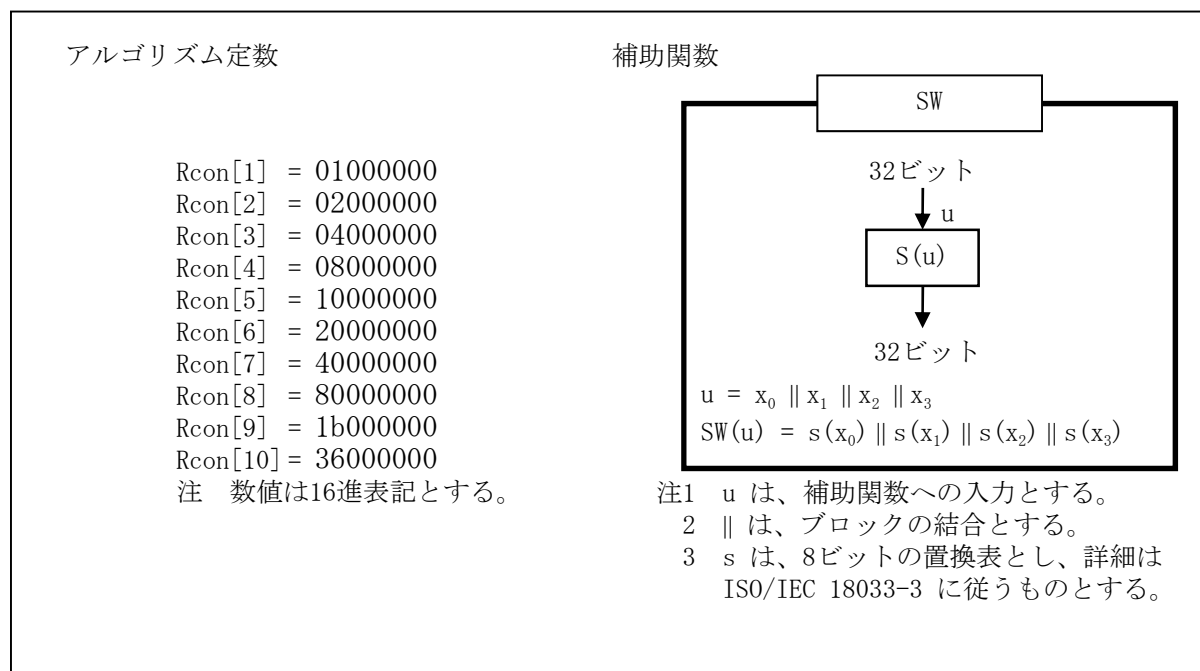 アルゴリズム定数
Rcon[1] = 01000000
Rcon[2] = 02000000
Rcon[3] = 04000000
Rcon[4] = 08000000
Rcon[5] = 10000000
Rcon[6] = 20000000
Rcon[7] = 40000000
Rcon[8] = 80000000
Rcon[9] = 1b000000
Rcon[10]= 36000000
注 数値は16進表記とする。
補助関数
SW
32ビット
u
S(u)
32ビット
u = x₀ ‖ x₁ ‖ x₂ ‖ x₃
SW(u) = s(x₀) ‖ s(x₁) ‖ s(x₂) ‖ s(x₃)
注1 u は、補助関数への入力とする。
2 ‖ は、ブロックの結合とする。
3 s は、8ビットの置換表とし、詳細は
ISO/IEC 18033-3 に従うものとする。